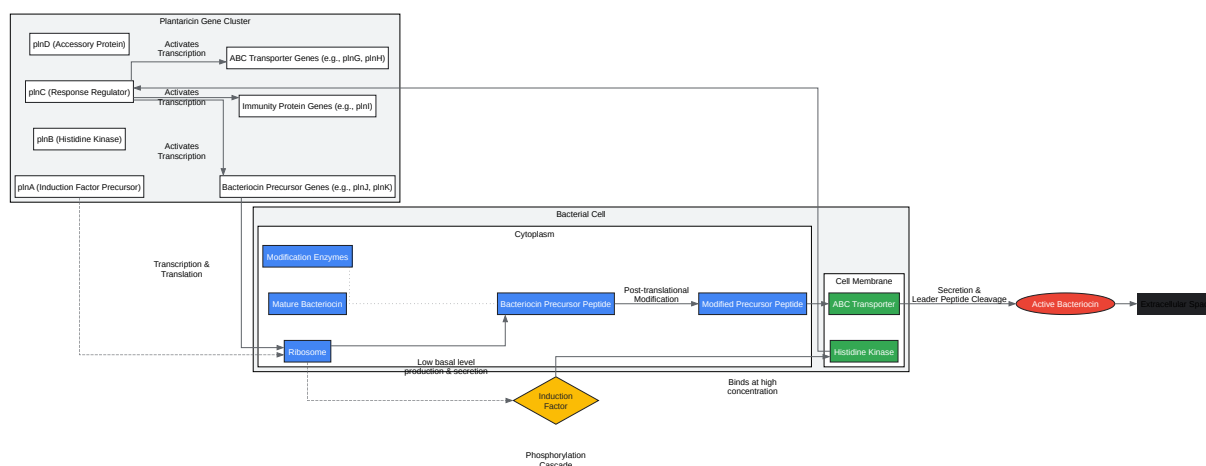 Plantaricin Gene Cluster
plnD (Accessory Protein)
Activates
Transcription
ABC Transporter Genes (e.g., plnG, plnH)
plnC (Response Regulator)
Activates
Transcription
Immunity Protein Genes (e.g., plnI)
plnB (Histidine Kinase)
Activates
Transcription
plnA (Induction Factor Precursor)
Bacteriocin Precursor Genes (e.g., plnJ, plnK)
Bacterial Cell
Cytoplasm
Modification Enzymes
Transcription &
Translation
Cell Membrane
Mature Bacteriocin
Bacteriocin Precursor Peptide
Post-translational
Modification
Modified Precursor Peptide
ABC Transporter
Secretion &
Leader Peptide Cleavage
Active Bacteriocin
Extracellular Spa
Ribosome
Histidine Kinase
Low basal level
production & secretion
Binds at high
concentration
Induction
Factor
Phosphorylation
Cascade